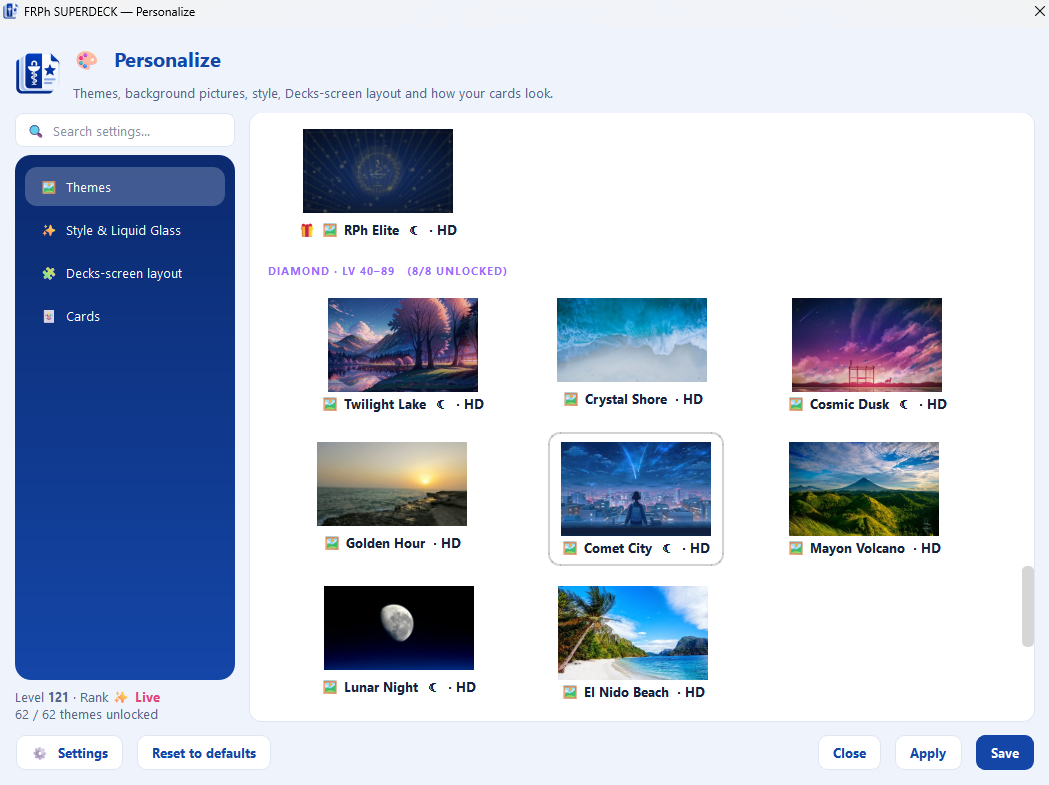 FRPh SUPERDECK — Personalize
Personalize
Themes, background pictures, style, Decks-screen layout and how your cards look.
Search settings...
Themes
Style & Liquid Glass
Decks-screen layout
Cards
RPh Elite · HD
DIAMOND · LV 40–89 (8/8 UNLOCKED)
Twilight Lake · HD
Crystal Shore · HD
Cosmic Dusk · HD
Golden Hour · HD
Comet City · HD
Mayon Volcano · HD
Lunar Night · HD
El Nido Beach · HD
Level 121 · Rank ✨ Live
62 / 62 themes unlocked
Settings
Reset to defaults
Close
Apply
Save